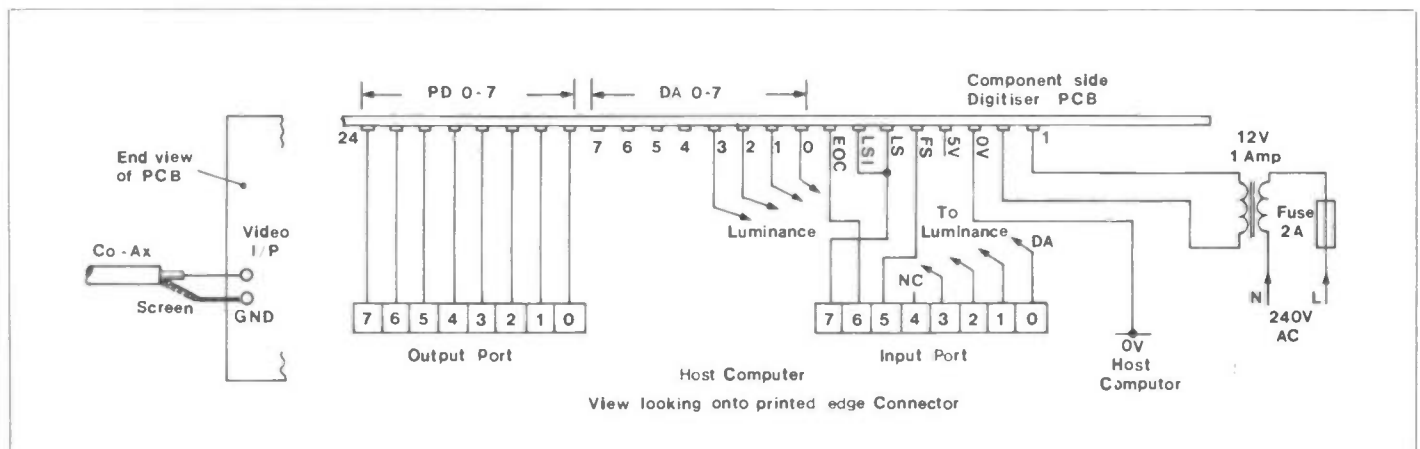 PD 0-7
DA 0-7
Component side
Digitiser PCB
24
7 6 5 4 3 2 1 0
EOC
LSI
LS
FS
5V
0V
1
12V
1 Amp
End view
of PCB
Video
I/P
Co-Ax
Screen
GND
Luminance
To
Luminance
DA
NC
Fuse
2A
N
L
240V
AC
7 6 5 4 3 2 1 0
Output Port
7 6 5 4 3 2 1 0
Input Port
0V
Host
Computor
Host Computer
View looking onto printed edge Connector